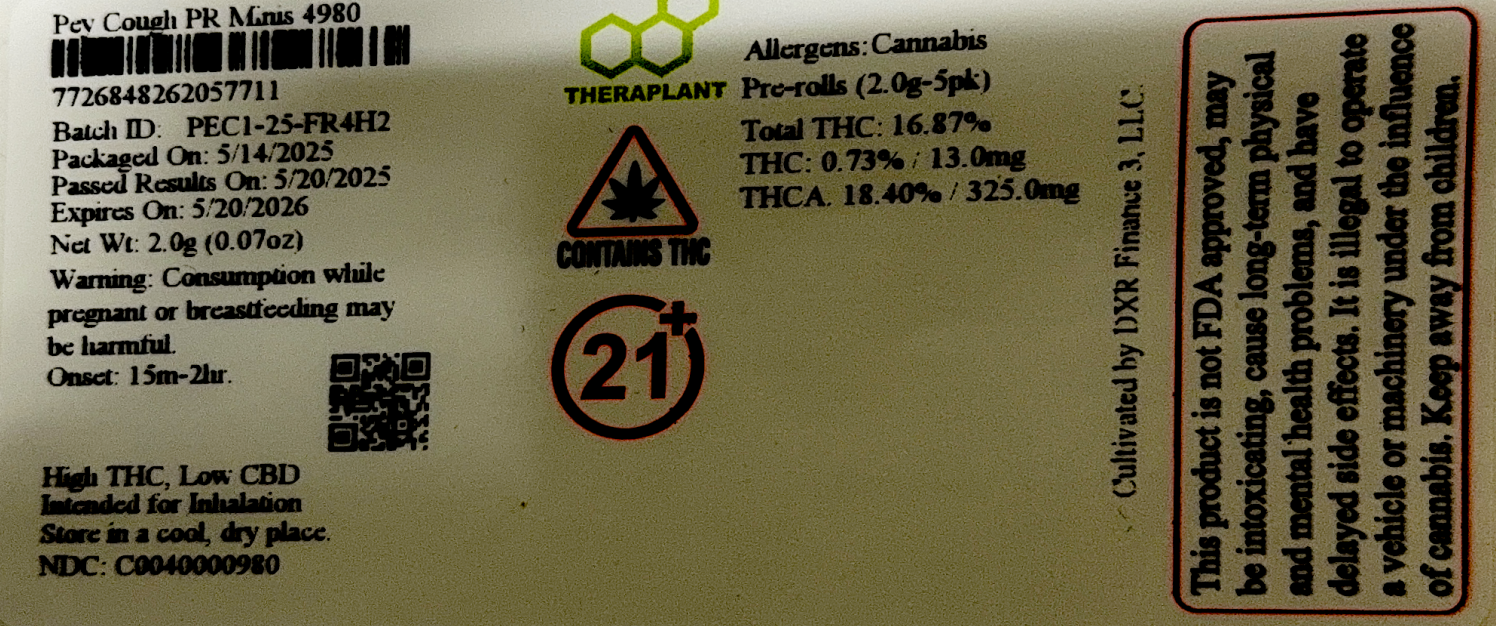 Pev Cough PR Minis 4980
7726848262057711
Batch ID: PEC1-25-FR4H2
Packaged On: 5/14/2025
Passed Results On: 5/20/2025
Expires On: 5/20/2026
Net Wt: 2.0g (0.07oz)
Warning: Consumption while
pregnant or breastfeeding may
be harmful.
Onset: 15m-2hr.
High THC, Low CBD
Intended for Inhalation
Store in a cool, dry place.
NDC: C0040000980
THERAPLANT
CONTAINS THC
21+
Allergens: Cannabis
Pre-rolls (2.0g-5pk)
Total THC: 16.87%
THC: 0.73% / 13.0mg
THCA. 18.40% / 325.0mg
Cultivated by DXR Finance 3, LLC.
This product is not FDA approved, may
be intoxicating, cause long-term physical
and mental health problems, and have
delayed side effects. It is illegal to operate
a vehicle or machinery under the influence
of cannabis. Keep away from children.